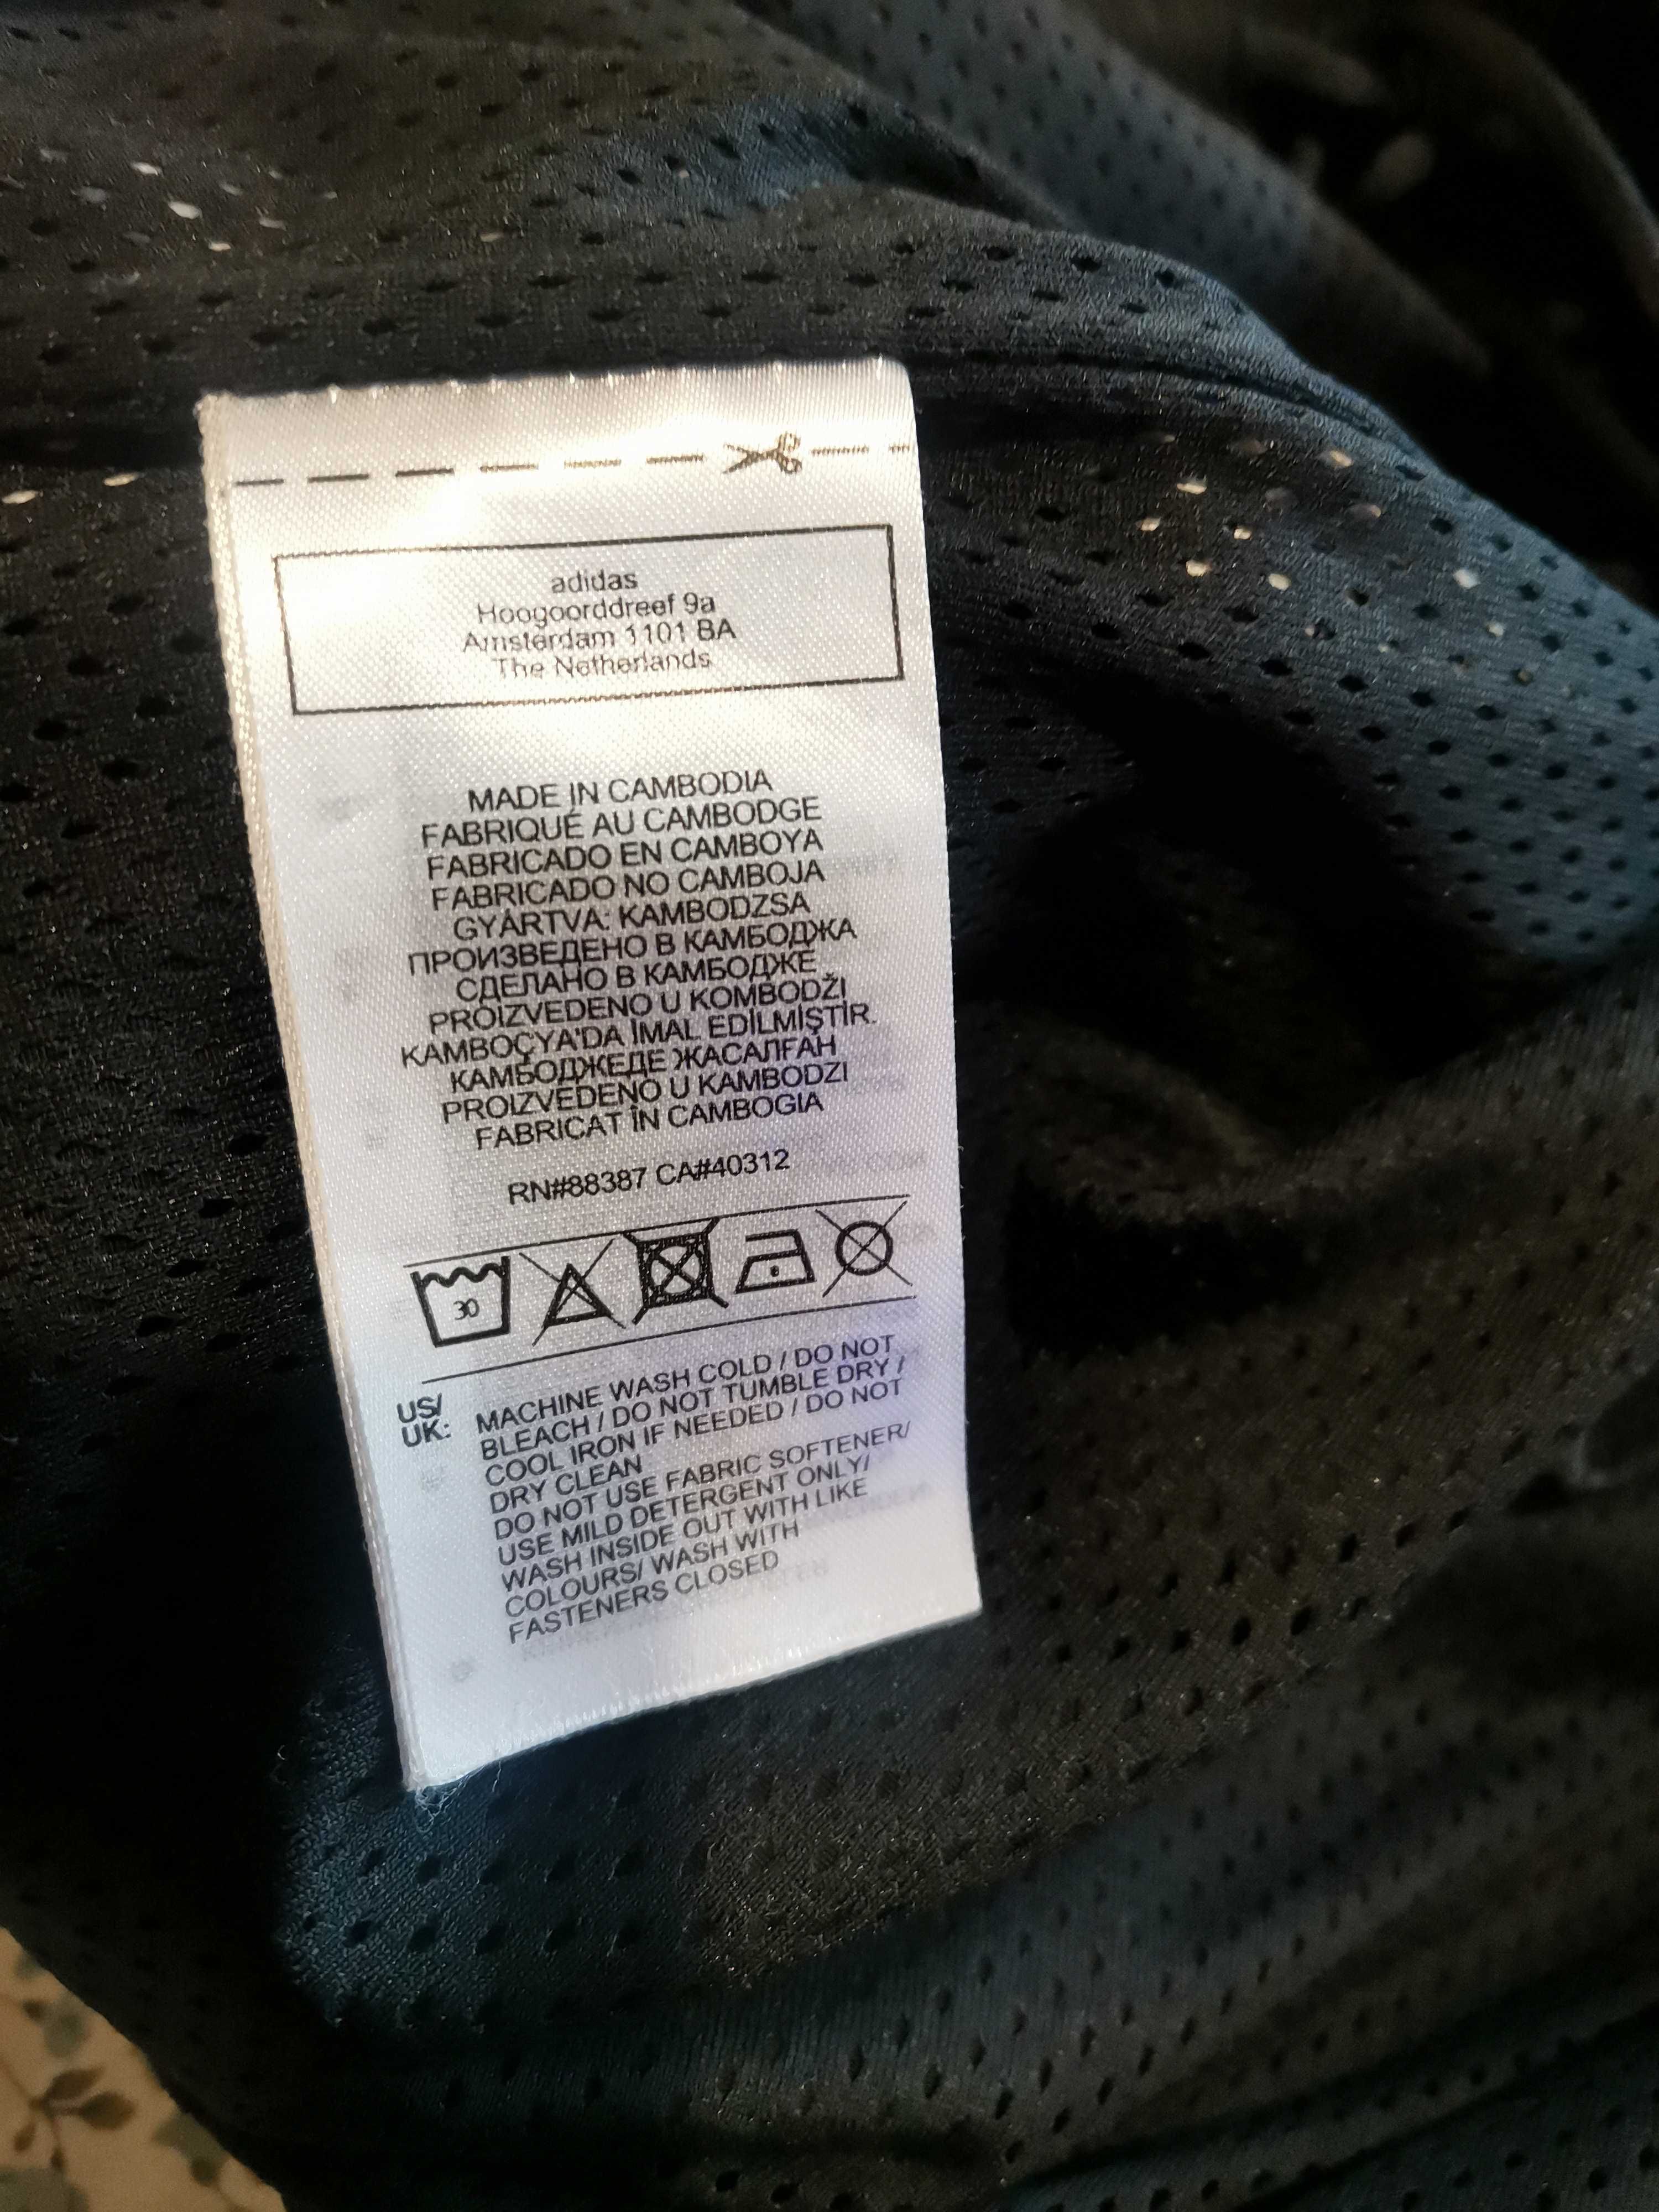 adidas
Hoogoorddreef 9a
Amsterdam 1101 BA
The Netherlands
MADE IN CAMBODIA
FABRIQUÉ AU CAMBODGE
FABRICADO EN CAMBOYA
FABRICADO NO CAMBOJA
GYÁRTVA: KAMBODZSA
ПРОИЗВЕДЕНО В КАМБОДЖА
СДЕЛАНО В КАМБОДЖЕ
PROIZVEDENO U KOMBODŽI
KAMBOÇYA'DA İMAL EDİLMİŞTİR.
КАМБОДЖЕДЕ ЖАСАЛҒАН
PROIZVEDENO U KAMBODZI
FABRICAT ÎN CAMBOGIA
RN#88387 CA#40312
30
US/
UK:
MACHINE WASH COLD / DO NOT
BLEACH / DO NOT TUMBLE DRY /
COOL IRON IF NEEDED / DO NOT
DRY CLEAN
DO NOT USE FABRIC SOFTENER/
USE MILD DETERGENT ONLY/
WASH INSIDE OUT WITH LIKE
COLOURS/ WASH WITH
FASTENERS CLOSED